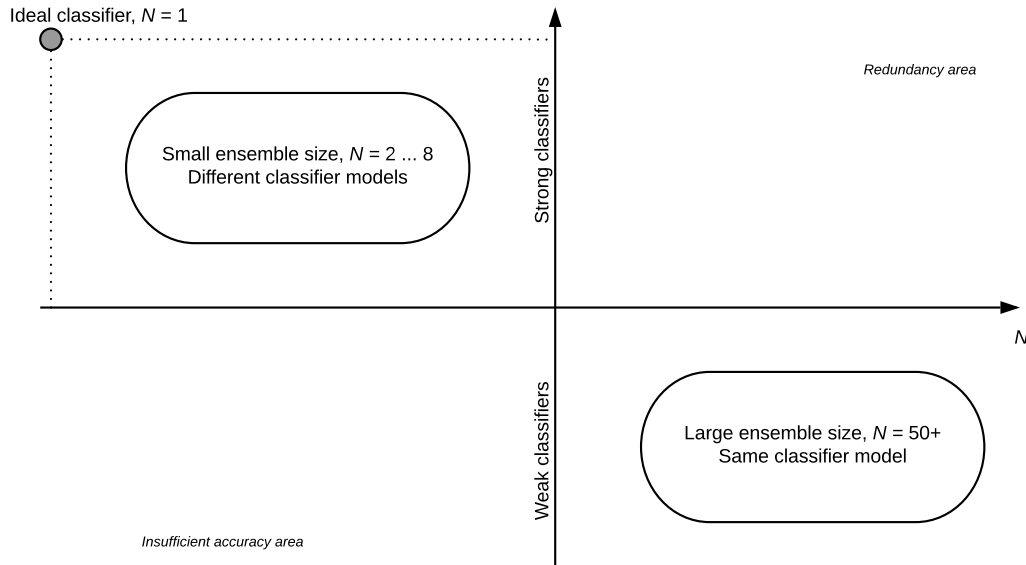 Ideal classifier, N = 1
Redundancy area
Strong classifiers
Small ensemble size, N = 2 ... 8
Different classifier models
N
Weak classifiers
Large ensemble size, N = 50+
Same classifier model
Insufficient accuracy area